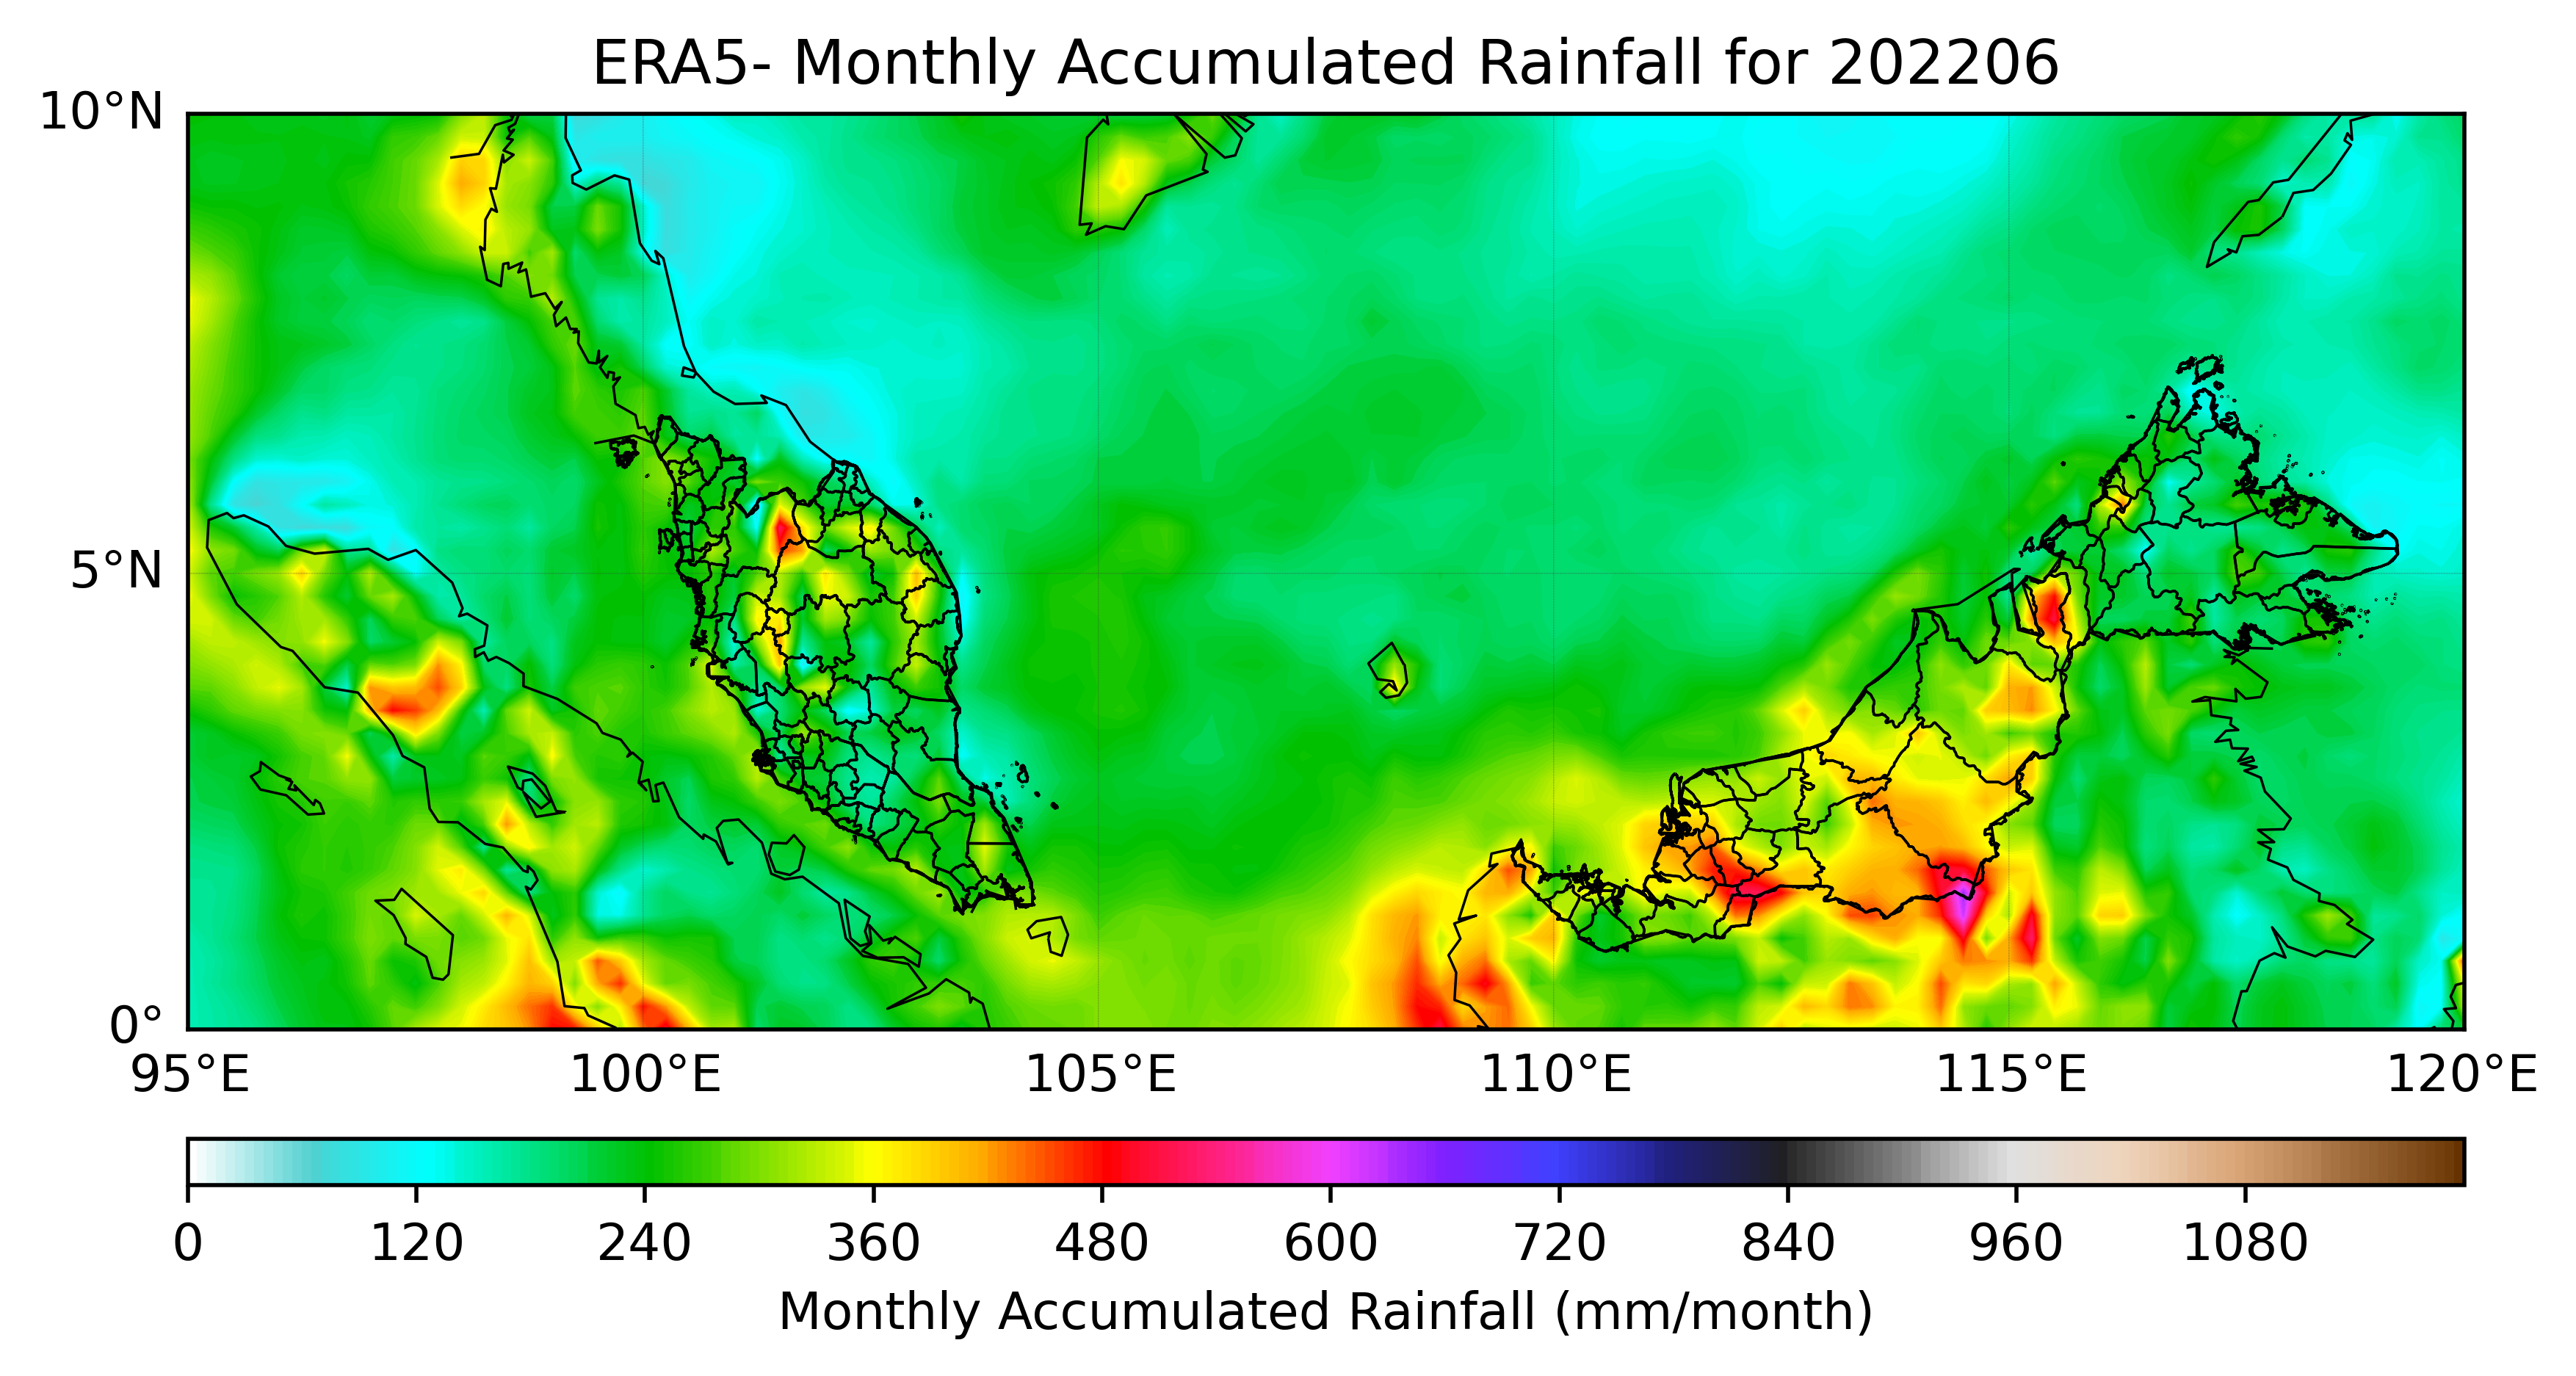 ERA5- Monthly Accumulated Rainfall for 202206
10°N
5°N
0°
95°E 100°E 105°E 110°E 115°E 120°E
0 120 240 360 480 600 720 840 960 1080
Monthly Accumulated Rainfall (mm/month)